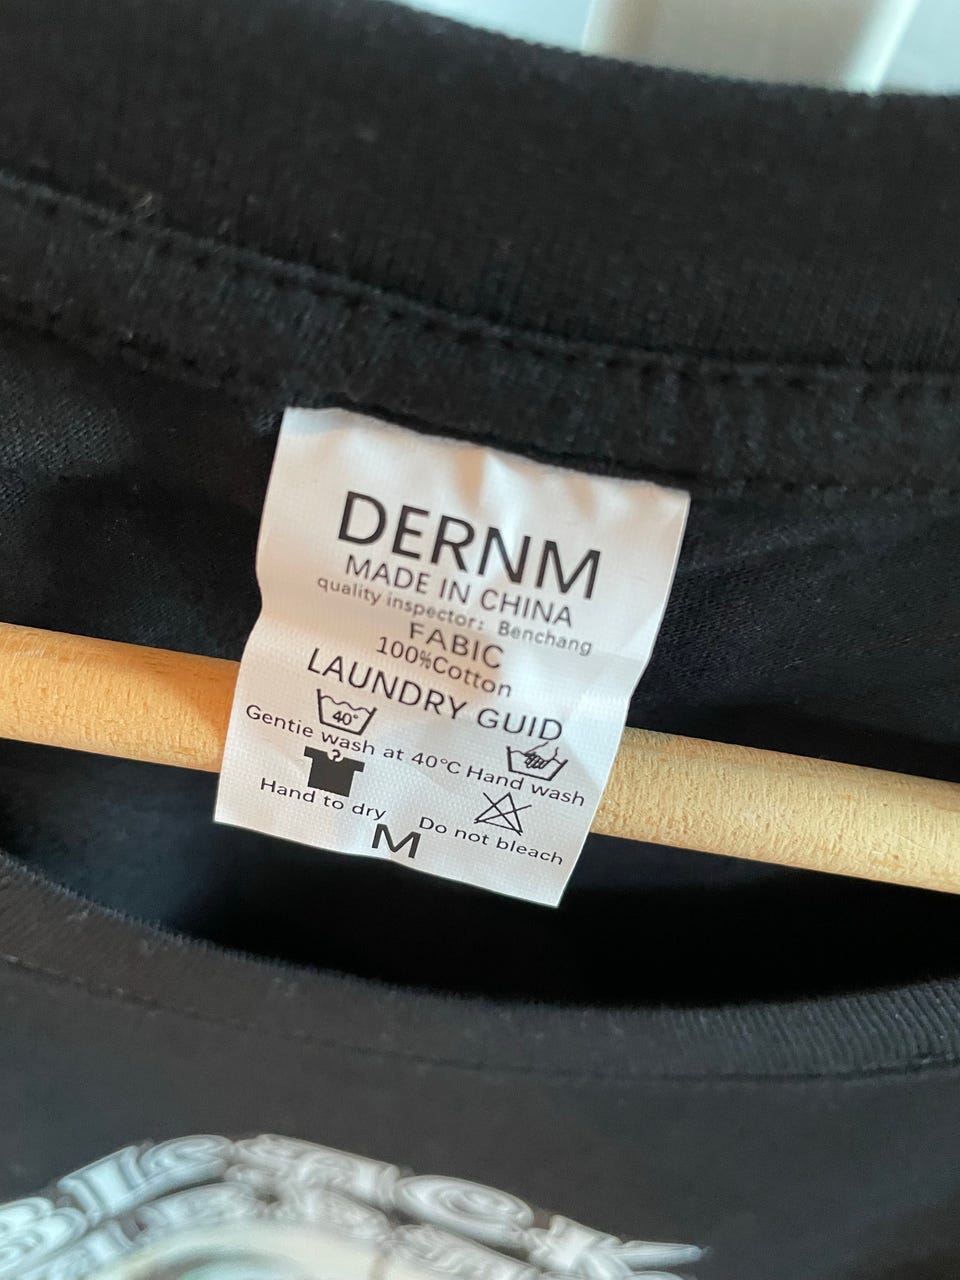 DERNM
MADE IN CHINA
quality inspector: Benchang
FABIC
100%Cotton
LAUNDRY GUID
40°
Gentie wash at 40°C Hand wash
Hand to dry
Do not bleach
M